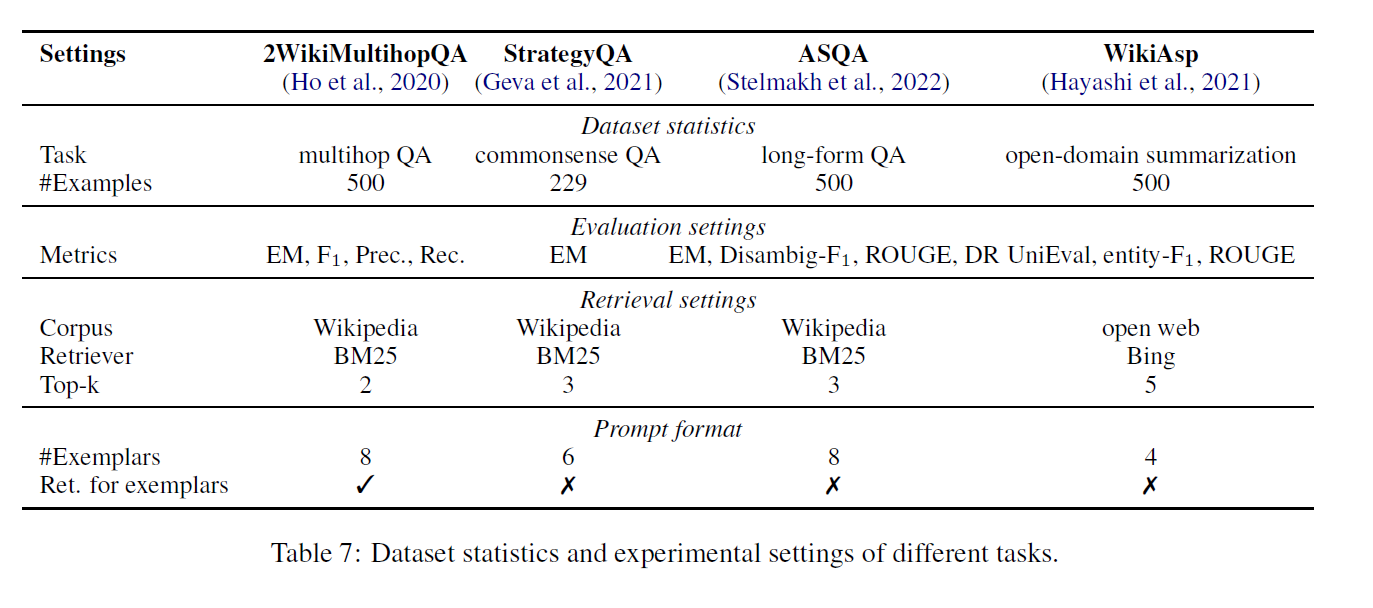 Settings 2WikiMultihopQA StrategyQA ASQA WikiAsp
(Ho et al., 2020) (Geva et al., 2021) (Stelmakh et al., 2022) (Hayashi et al., 2021)
Dataset statistics
Task multihop QA commonsense QA long-form QA open-domain summarization
#Examples 500 229 500 500
Evaluation settings
Metrics EM, F₁, Prec., Rec. EM EM, Disambig-F₁, ROUGE, DR UniEval, entity-F₁, ROUGE
Retrieval settings
Corpus Wikipedia Wikipedia Wikipedia open web
Retriever BM25 BM25 BM25 Bing
Top-k 2 3 3 5
Prompt format
#Exemplars 8 6 8 4
Ret. for exemplars ✓ ✗ ✗ ✗
Table 7: Dataset statistics and experimental settings of different tasks.